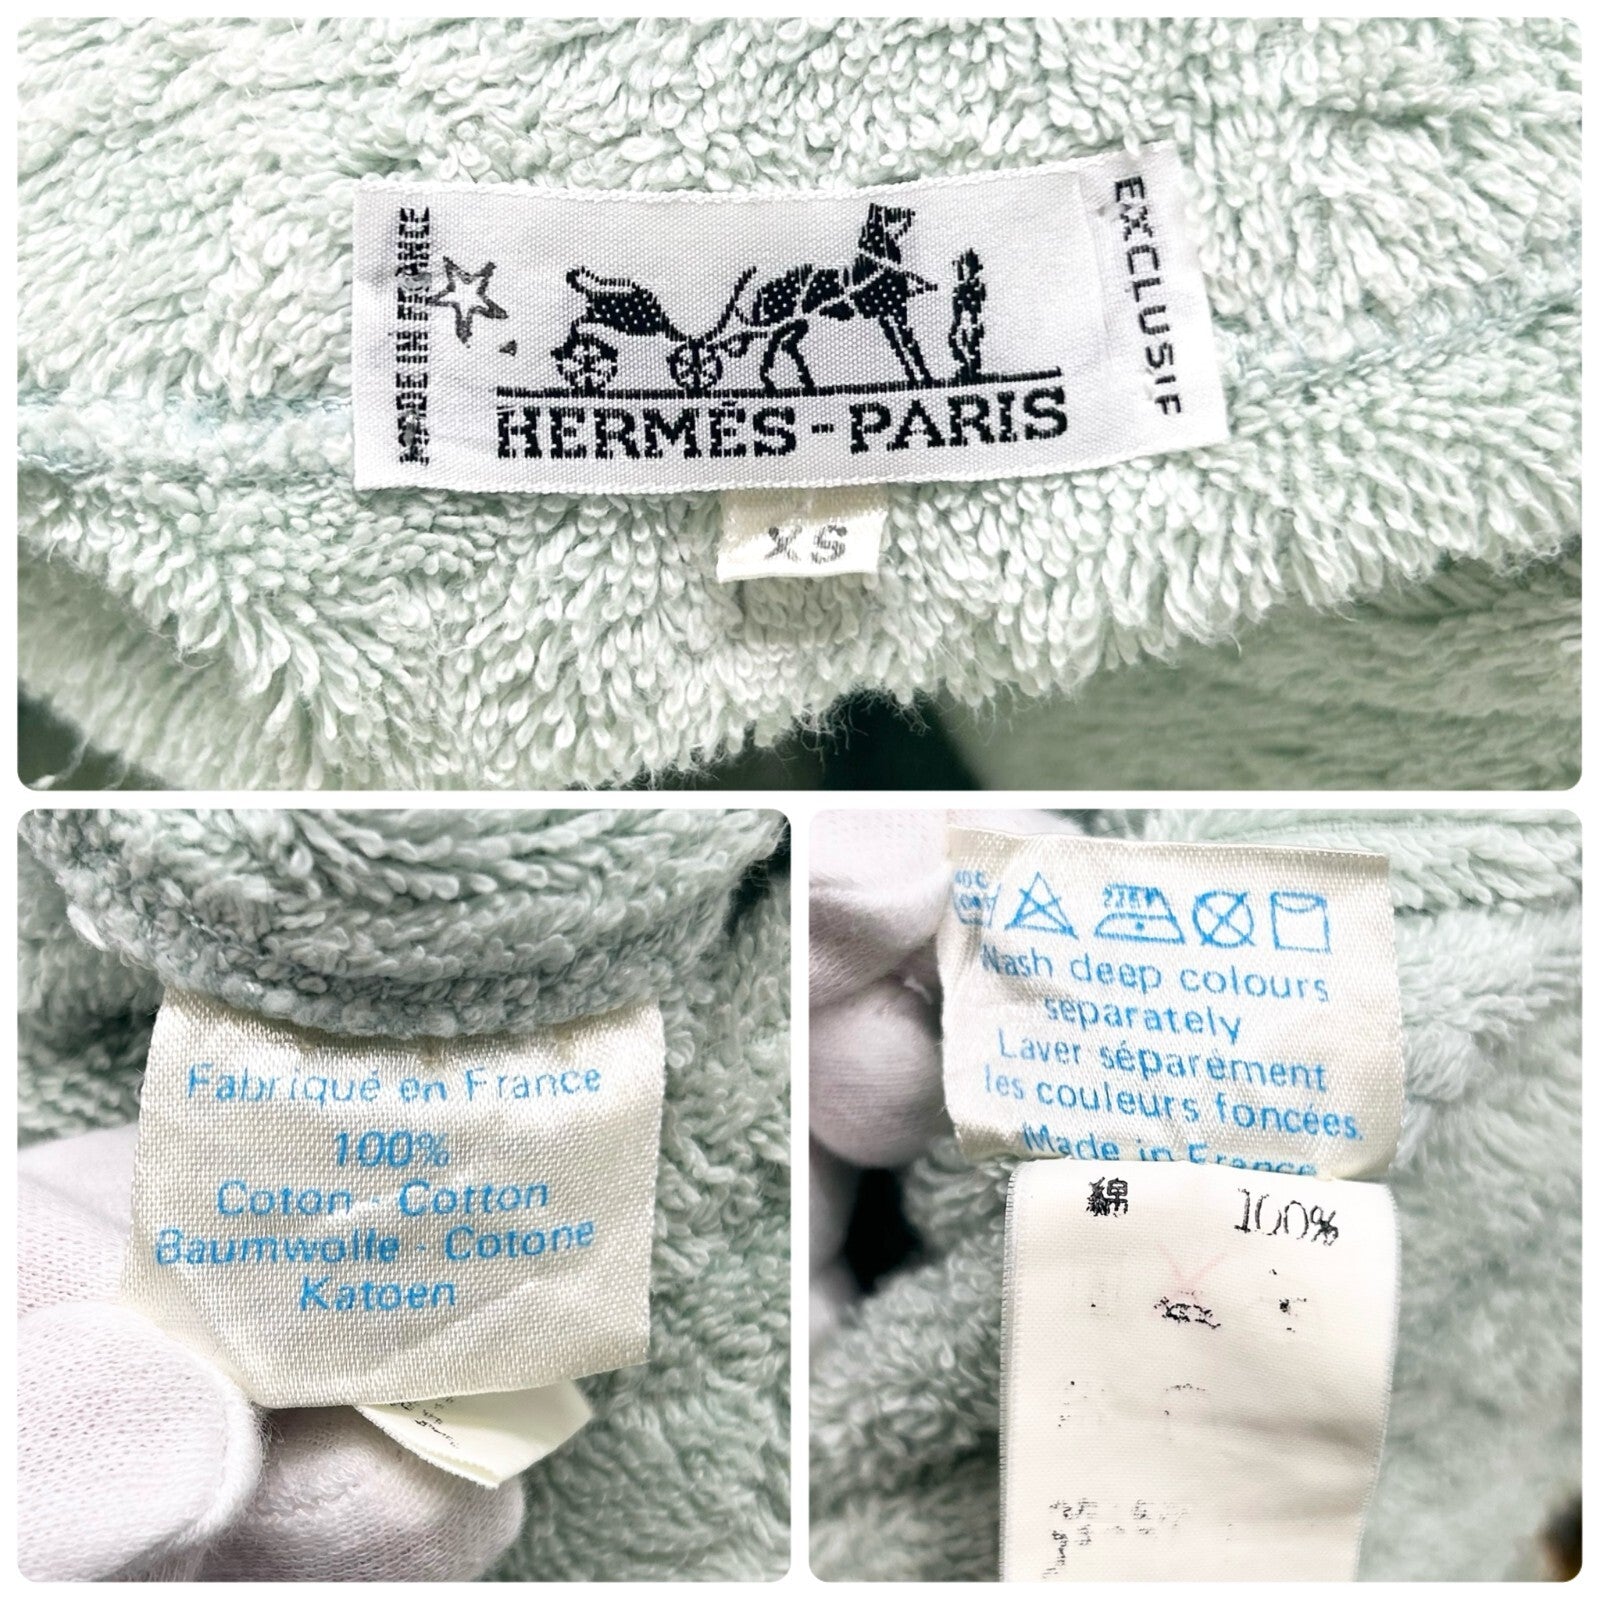 MADE IN FRANCE
HERMÈS-PARIS
EXCLUSIF
XS
Fabriqué en France
100%
Coton - Cotton
Baumwolle - Cotone
Katoen
Wash deep colours
separately
Laver séparément
les couleurs foncées.
Made in France
綿 100%